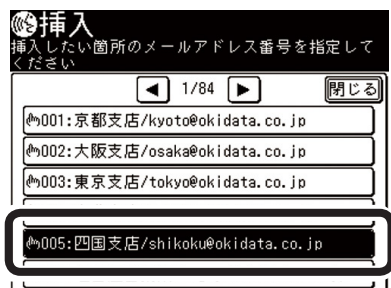 挿入
挿入したい箇所のメールアドレス番号を指定して
ください
1/84
閉じる
001:京都支店/kyoto@okidata.co.jp
002:大阪支店/osaka@okidata.co.jp
003:東京支店/tokyo@okidata.co.jp
005:四国支店/shikoku@okidata.co.jp